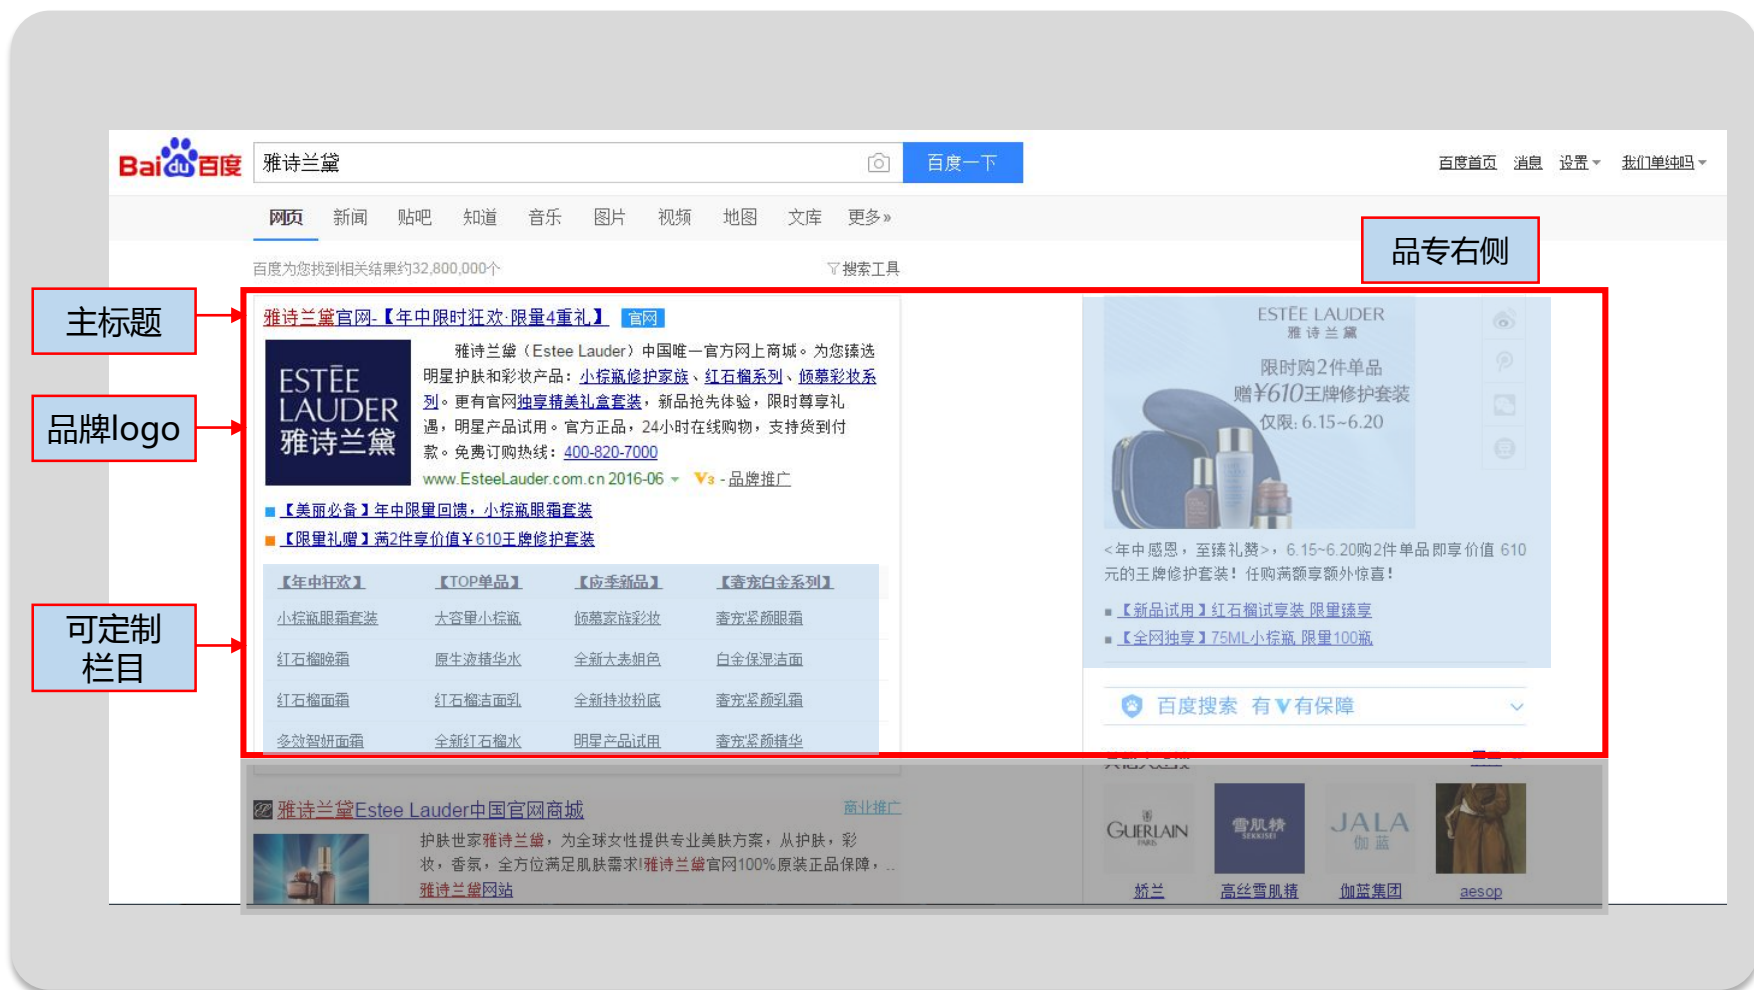 Baidu百度
雅诗兰黛
百度一下
百度首页 消息 设置 我们单纯吗
网页 新闻 贴吧 知道 音乐 图片 视频 地图 文库 更多»
品专右侧
百度为您找到相关结果约32,800,000个
搜索工具
主标题
雅诗兰黛官网-【年中限时狂欢·限量4重礼】 官网
品牌logo
ESTĒE
LAUDER
雅诗兰黛
雅诗兰黛（Estee Lauder）中国唯一官方网上商城。为您臻选
明星护肤和彩妆产品：小棕瓶修护家族、红石榴系列、倾慕彩妆系
列。更有官网独享精美礼盒套装，新品抢先体验，限时尊享礼
遇，明星产品试用。官方正品，24小时在线购物，支持货到付
款。免费订购热线：400-820-7000
www.EsteeLauder.com.cn 2016-06 V3 - 品牌推广
【美丽必备】年中限量回馈，小棕瓶眼霜套装
【限量礼赠】满2件享价值¥610王牌修护套装
可定制
栏目
【年中狂欢】 【TOP单品】 【应季新品】 【奢宠白金系列】
小棕瓶眼霜套装 大容量小棕瓶 倾慕家族彩妆 奢宠紧颜眼霜
红石榴晚霜 原生液精华水 全新大表姐色 白金保湿洁面
红石榴面霜 红石榴洁面乳 全新持妆粉底 奢宠紧颜乳霜
多效智妍面霜 全新红石榴水 明星产品试用 奢宠紧颜精华
ESTĒE LAUDER
雅诗兰黛
限时购2件单品
赠¥610王牌修护套装
仅限: 6.15~6.20
<年中感恩，至臻礼赞>，6.15~6.20购2件单品即享价值 610
元的王牌修护套装！任购满额享额外惊喜！
【新品试用】红石榴试享装 限量臻享
【全网独享】75ML小棕瓶 限量100瓶
百度搜索 有V有保障
雅诗兰黛Estee Lauder中国官网商城
商业推广
护肤世家雅诗兰黛，为全球女性提供专业美肤方案，从护肤，彩
妆，香氛，全方位满足肌肤需求!雅诗兰黛官网100%原装正品保障，..
雅诗兰黛网站
GUERLAIN
PARIS
雪肌精
SEKKISEI
JALA
伽蓝
娇兰 高丝雪肌精 伽蓝集团 aesop